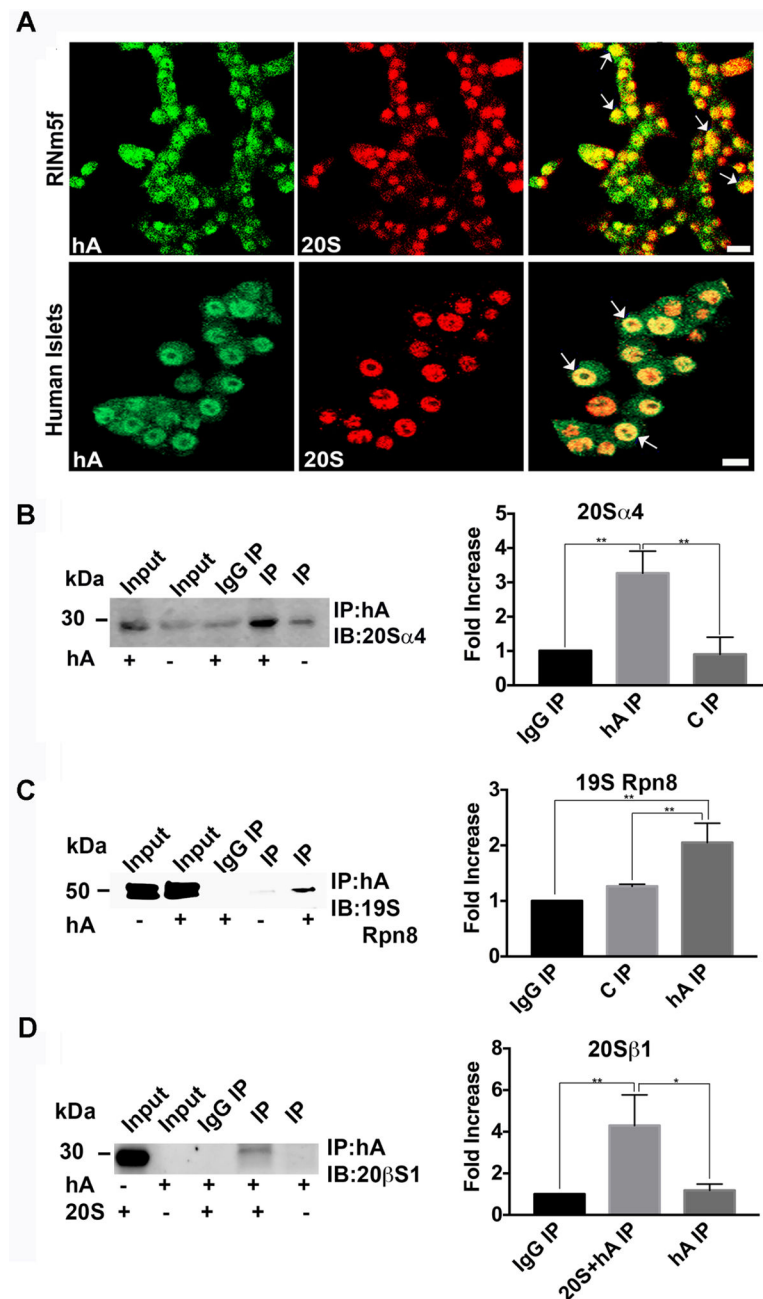 A
RINm5f
hA
20S
Human Islets
hA
20S
B
kDa
Input
Input
IgG IP
IP
IP
30
IP:hA
IB:20Sα4
hA + - + + -
20Sα4
Fold Increase
5
4
3
2
1
0
**
**
IgG IP
hA IP
C IP
C
kDa
Input
Input
IgG IP
IP
IP
50
IP:hA
IB:19S
Rpn8
hA - + + - +
19S Rpn8
Fold Increase
3
2
1
0
**
**
IgG IP
C IP
hA IP
D
kDa
Input
Input
IgG IP
IP
IP
30
IP:hA
IB:20βS1
hA - + + + +
20S + - + + -
20Sβ1
Fold Increase
8
6
4
2
0
**
*
IgG IP
20S+hA IP
hA IP